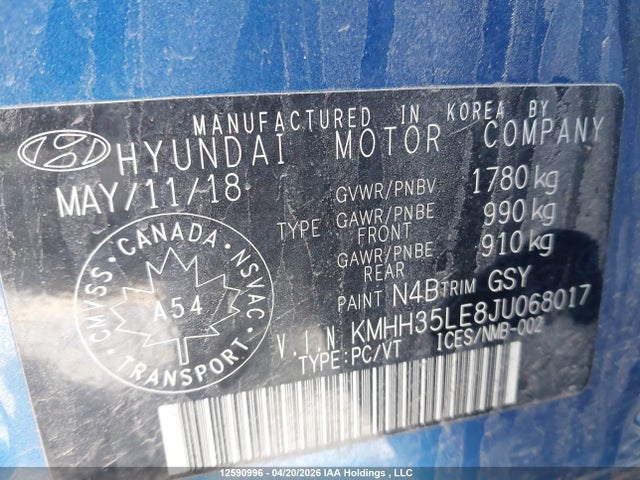 MANUFACTURED IN KOREA BY
HYUNDAI MOTOR COMPANY
MAY/11/18
GVWR/PNBV 1780 kg
TYPE GAWR/PNBE FRONT 990 kg
GAWR/PNBE REAR 910 kg
PAINT N4B TRIM GSY
V.I.N KMHH35LE8JU068017
TYPE:PC/VT ICES/NMB-002
CMVSS CANADA NSVAC
A54
TRANSPORT
12590996 - 04/20/2026 IAA Holdings , LLC